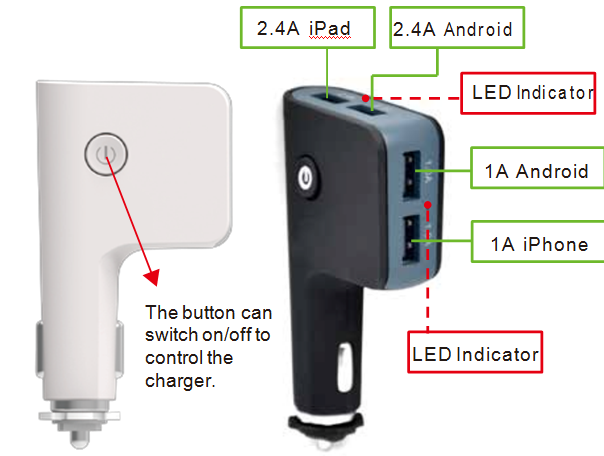 2.4A iPad
2.4A Android
LED Indicator
1A Android
1A iPhone
LED Indicator
The button can
switch on/off to
control the
charger.